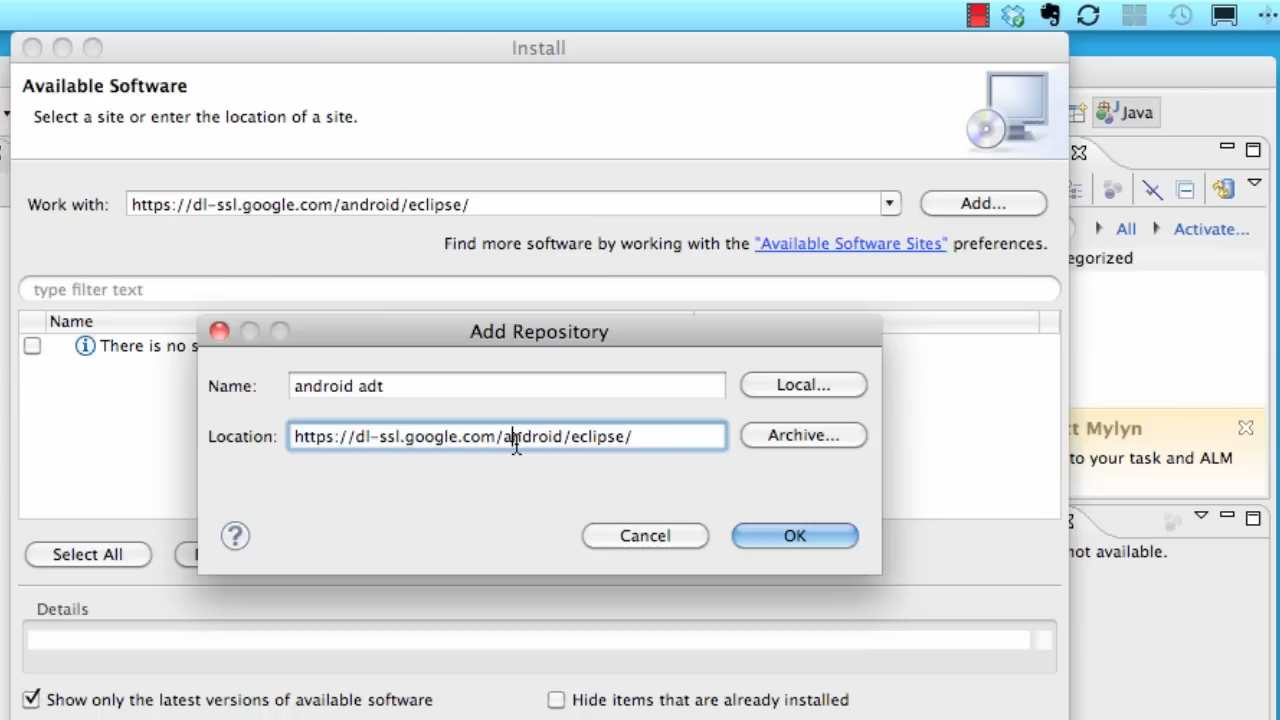 Install
Available Software
Select a site or enter the location of a site.
Java
Work with: https://dl-ssl.google.com/android/eclipse/ Add...
Find more software by working with the "Available Software Sites" preferences.
All Activate...
type filter text
Name
There is no
Add Repository
Name: android adt Local...
Location: https://dl-ssl.google.com/android/eclipse/ Archive...
Mylyn
to your task and ALM
? Cancel OK
Select All
not available.
Details
Show only the latest versions of available software Hide items that are already installed